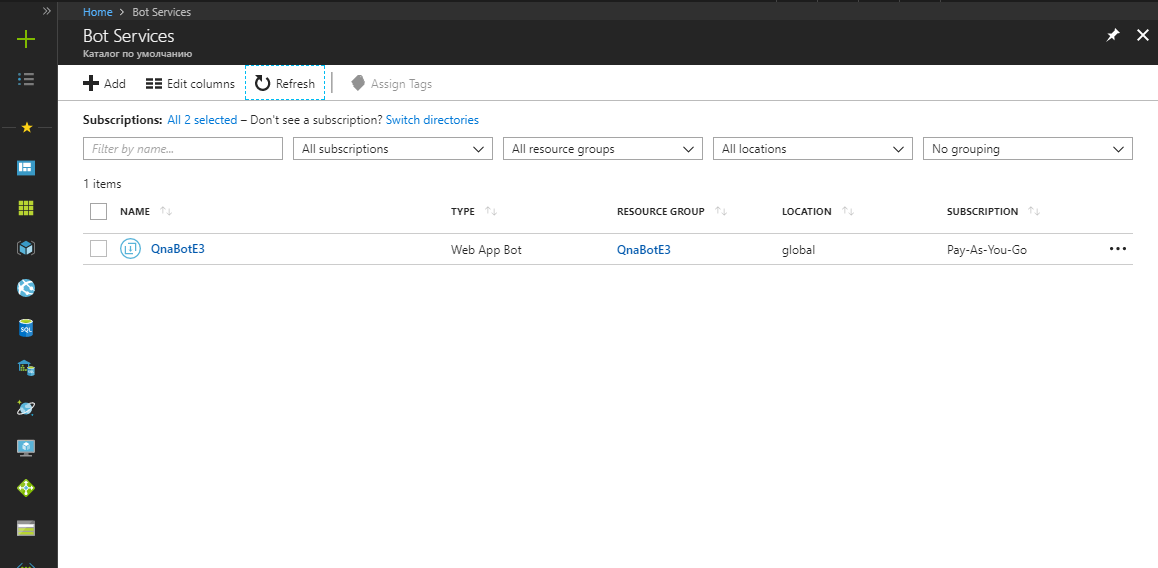 Home > Bot Services
Bot Services
Каталог по умолчанию
Add Edit columns Refresh Assign Tags
Subscriptions: All 2 selected – Don't see a subscription? Switch directories
Filter by name... All subscriptions All resource groups All locations No grouping
1 items
NAME TYPE RESOURCE GROUP LOCATION SUBSCRIPTION
QnaBotE3 Web App Bot QnaBotE3 global Pay-As-You-Go
SQL